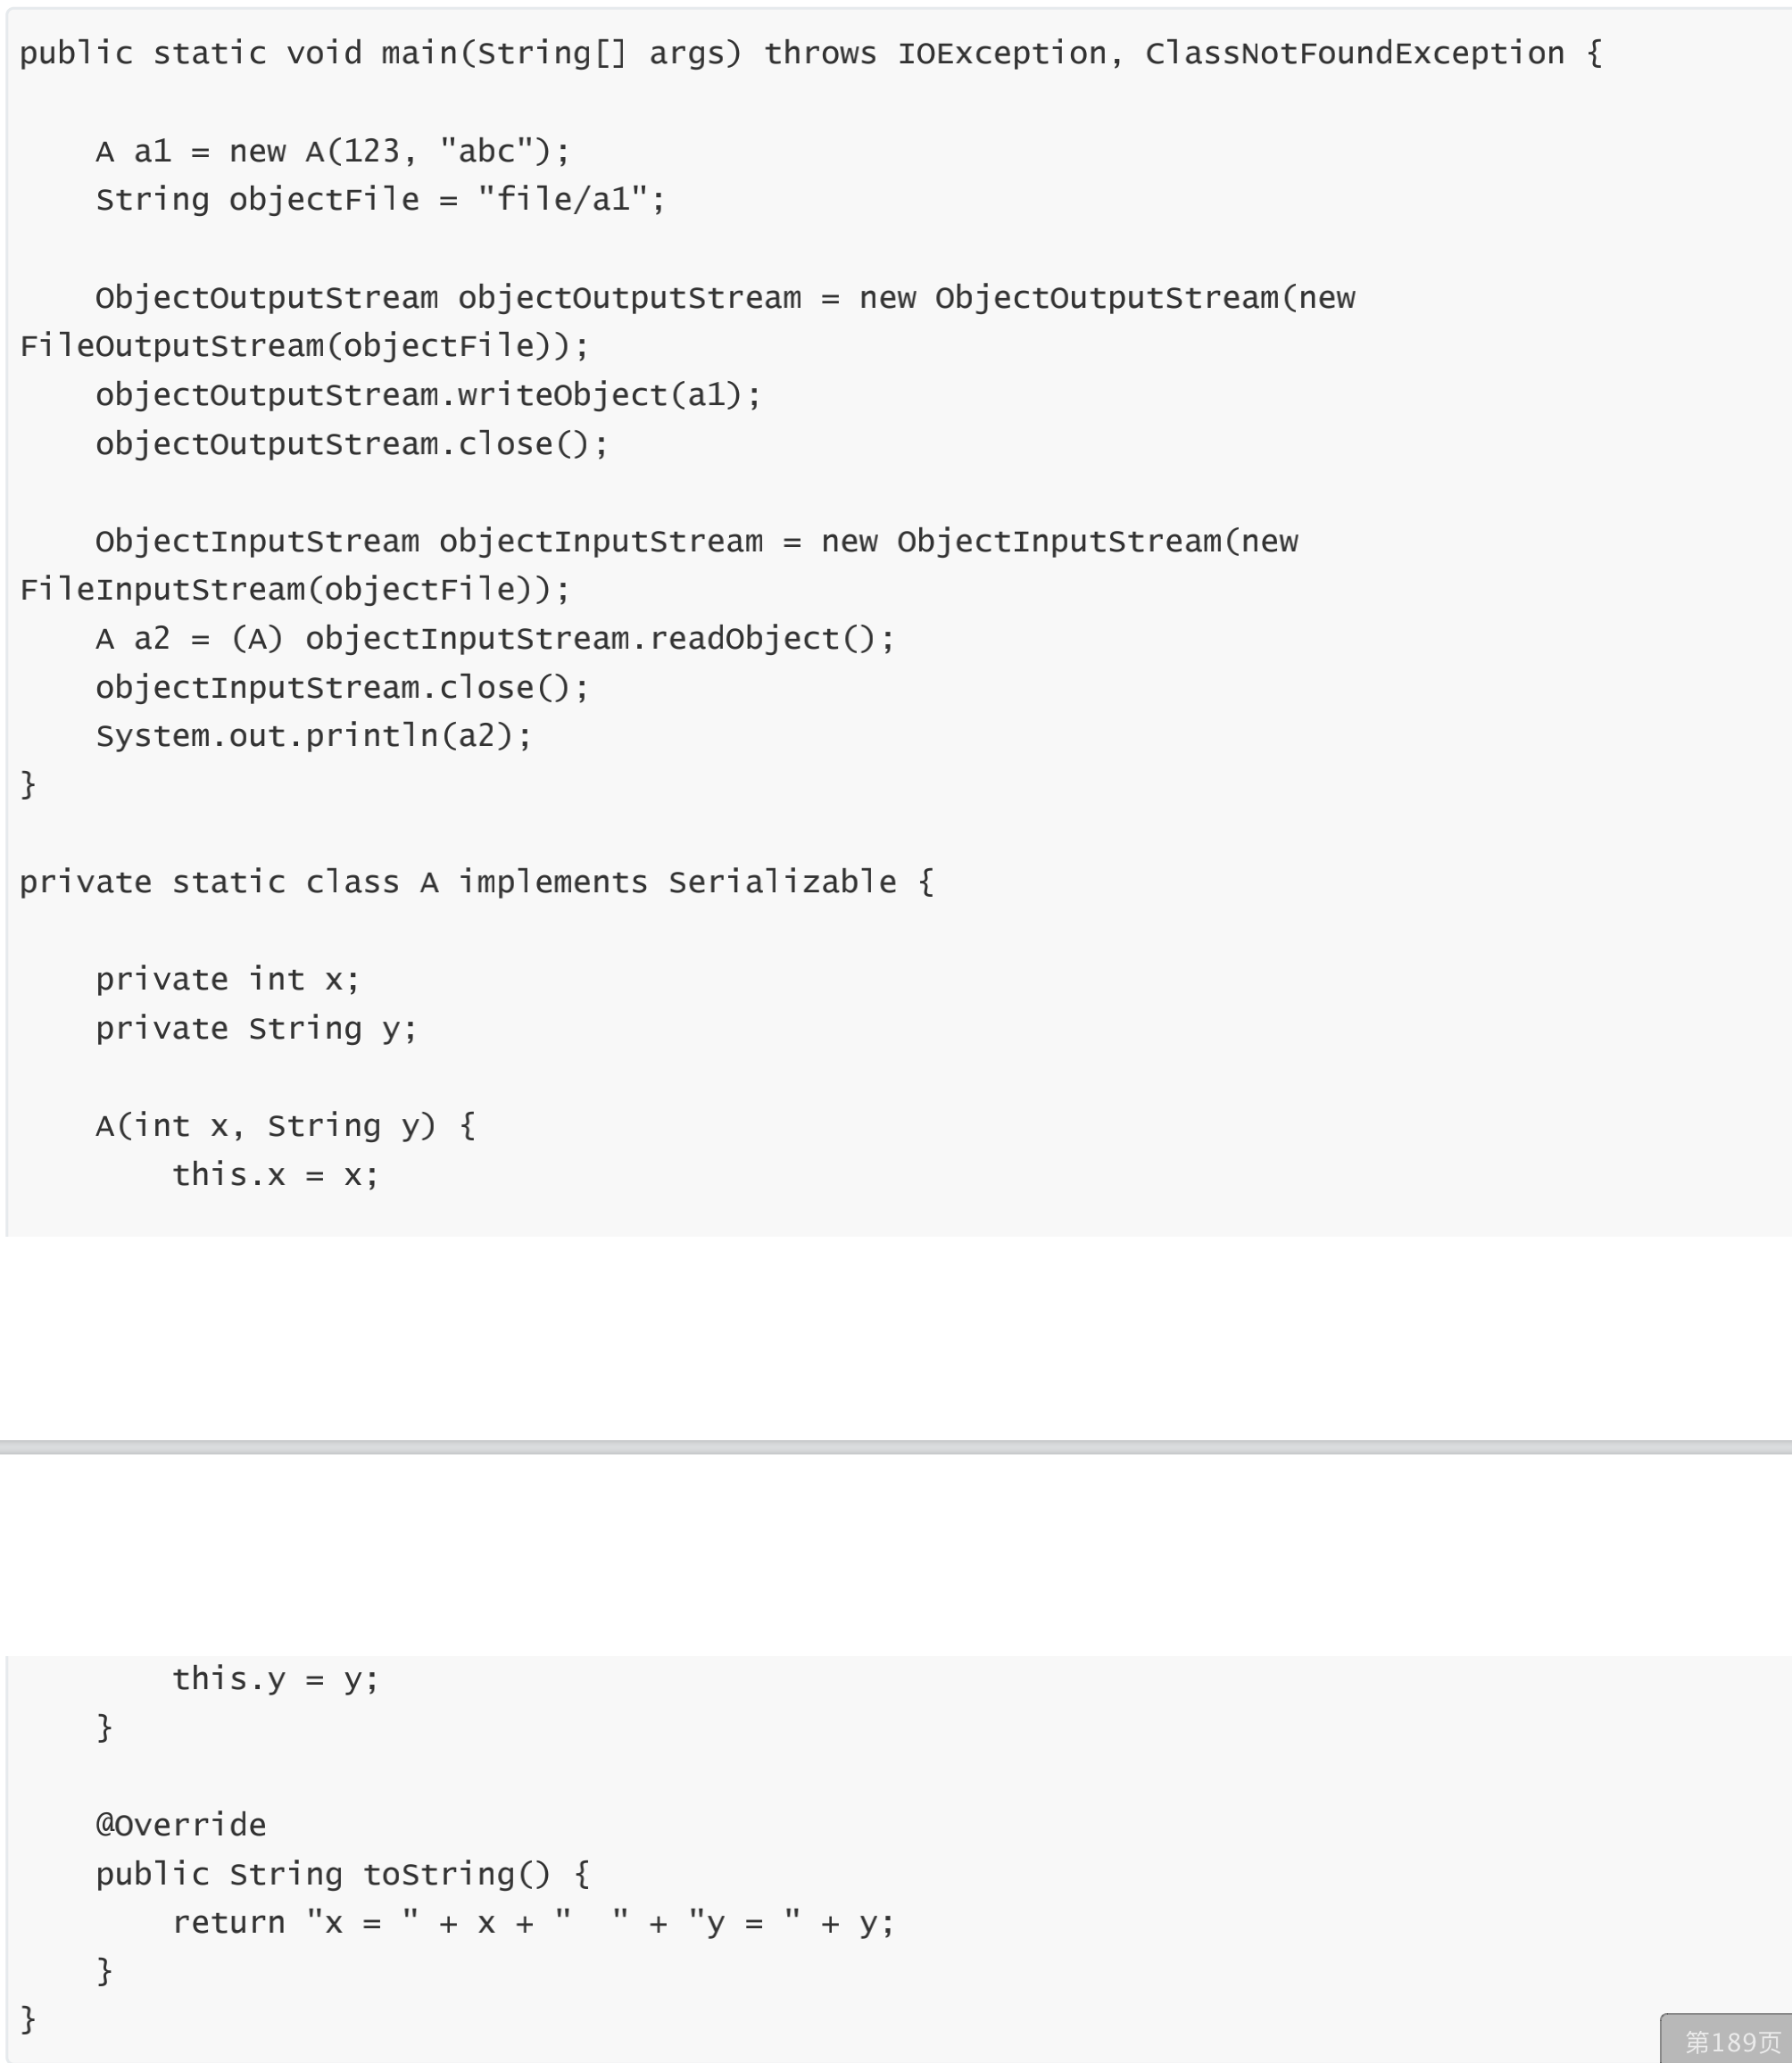 public static void main(String[] args) throws IOException, ClassNotFoundException {
    A a1 = new A(123, "abc");
    String objectFile = "file/a1";
    ObjectOutputStream objectOutputStream = new ObjectOutputStream(new
FileOutputStream(objectFile));
    objectOutputStream.writeObject(a1);
    objectOutputStream.close();
    ObjectInputStream objectInputStream = new ObjectInputStream(new
FileInputStream(objectFile));
    A a2 = (A) objectInputStream.readObject();
    objectInputStream.close();
    System.out.println(a2);
}
private static class A implements Serializable {
    private int x;
    private String y;
    A(int x, String y) {
        this.x = x;
        this.y = y;
    }
    @Override
    public String toString() {
        return "x = " + x + "  " + "y = " + y;
    }
}
第189页